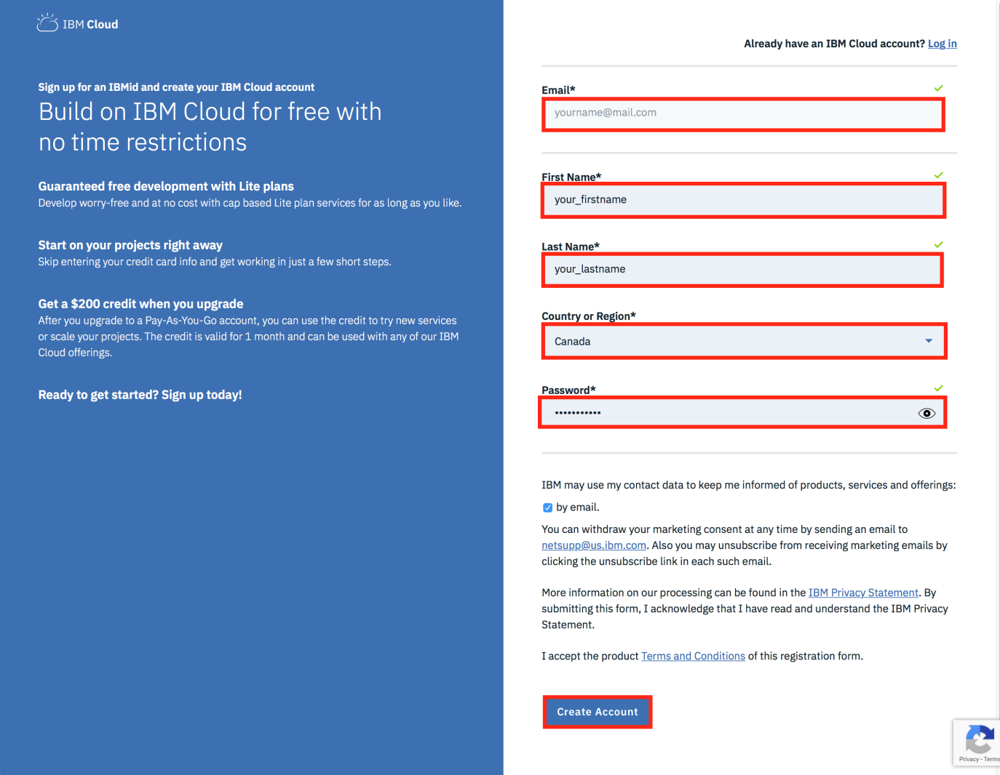 IBM Cloud
Sign up for an IBMid and create your IBM Cloud account
Build on IBM Cloud for free with
no time restrictions
Guaranteed free development with Lite plans
Develop worry-free and at no cost with cap based Lite plan services for as long as you like.
Start on your projects right away
Skip entering your credit card info and get working in just a few short steps.
Get a $200 credit when you upgrade
After you upgrade to a Pay-As-You-Go account, you can use the credit to try new services
or scale your projects. The credit is valid for 1 month and can be used with any of our IBM
Cloud offerings.
Ready to get started? Sign up today!
Already have an IBM Cloud account? Log in
Email*
yourname@mail.com
First Name*
your_firstname
Last Name*
your_lastname
Country or Region*
Canada
Password*
•••••••••••
IBM may use my contact data to keep me informed of products, services and offerings:
by email.
You can withdraw your marketing consent at any time by sending an email to
netsupp@us.ibm.com. Also you may unsubscribe from receiving marketing emails by
clicking the unsubscribe link in each such email.
More information on our processing can be found in the IBM Privacy Statement. By
submitting this form, I acknowledge that I have read and understand the IBM Privacy
Statement.
I accept the product Terms and Conditions of this registration form.
Create Account
Privacy - Terms